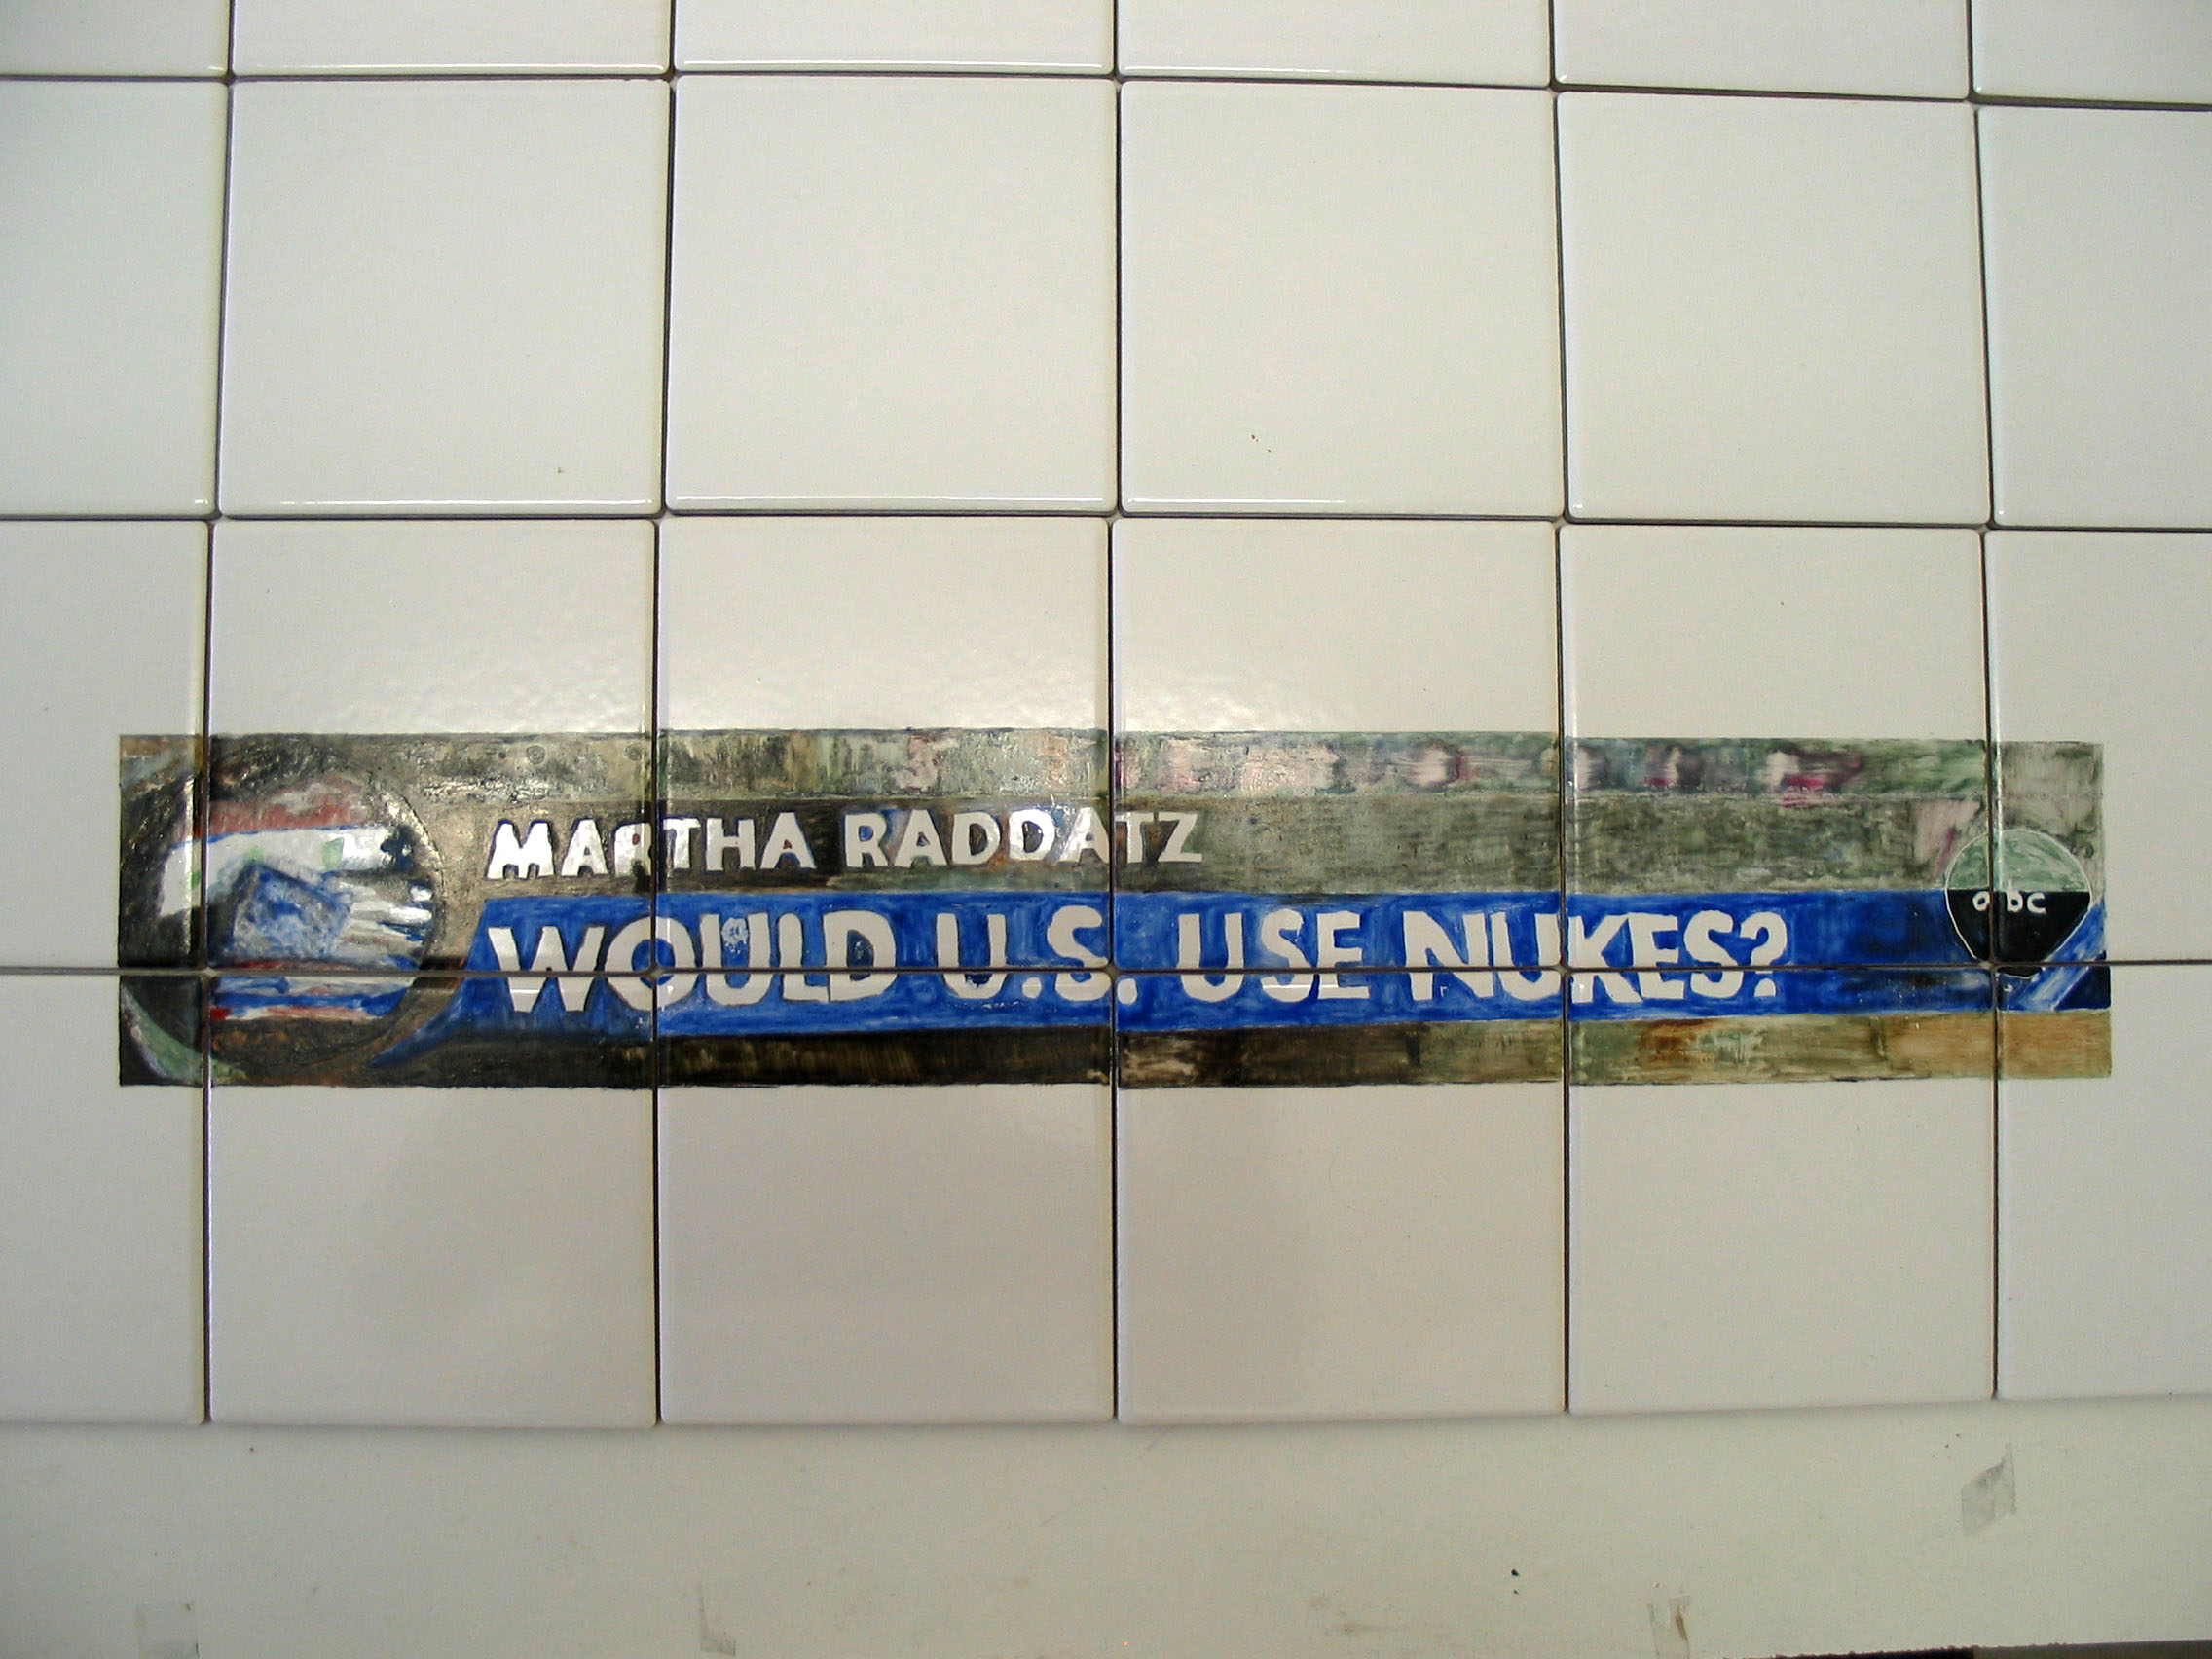 MARTHA RADDATZ
WOULD U.S. USE NUKES?
abc